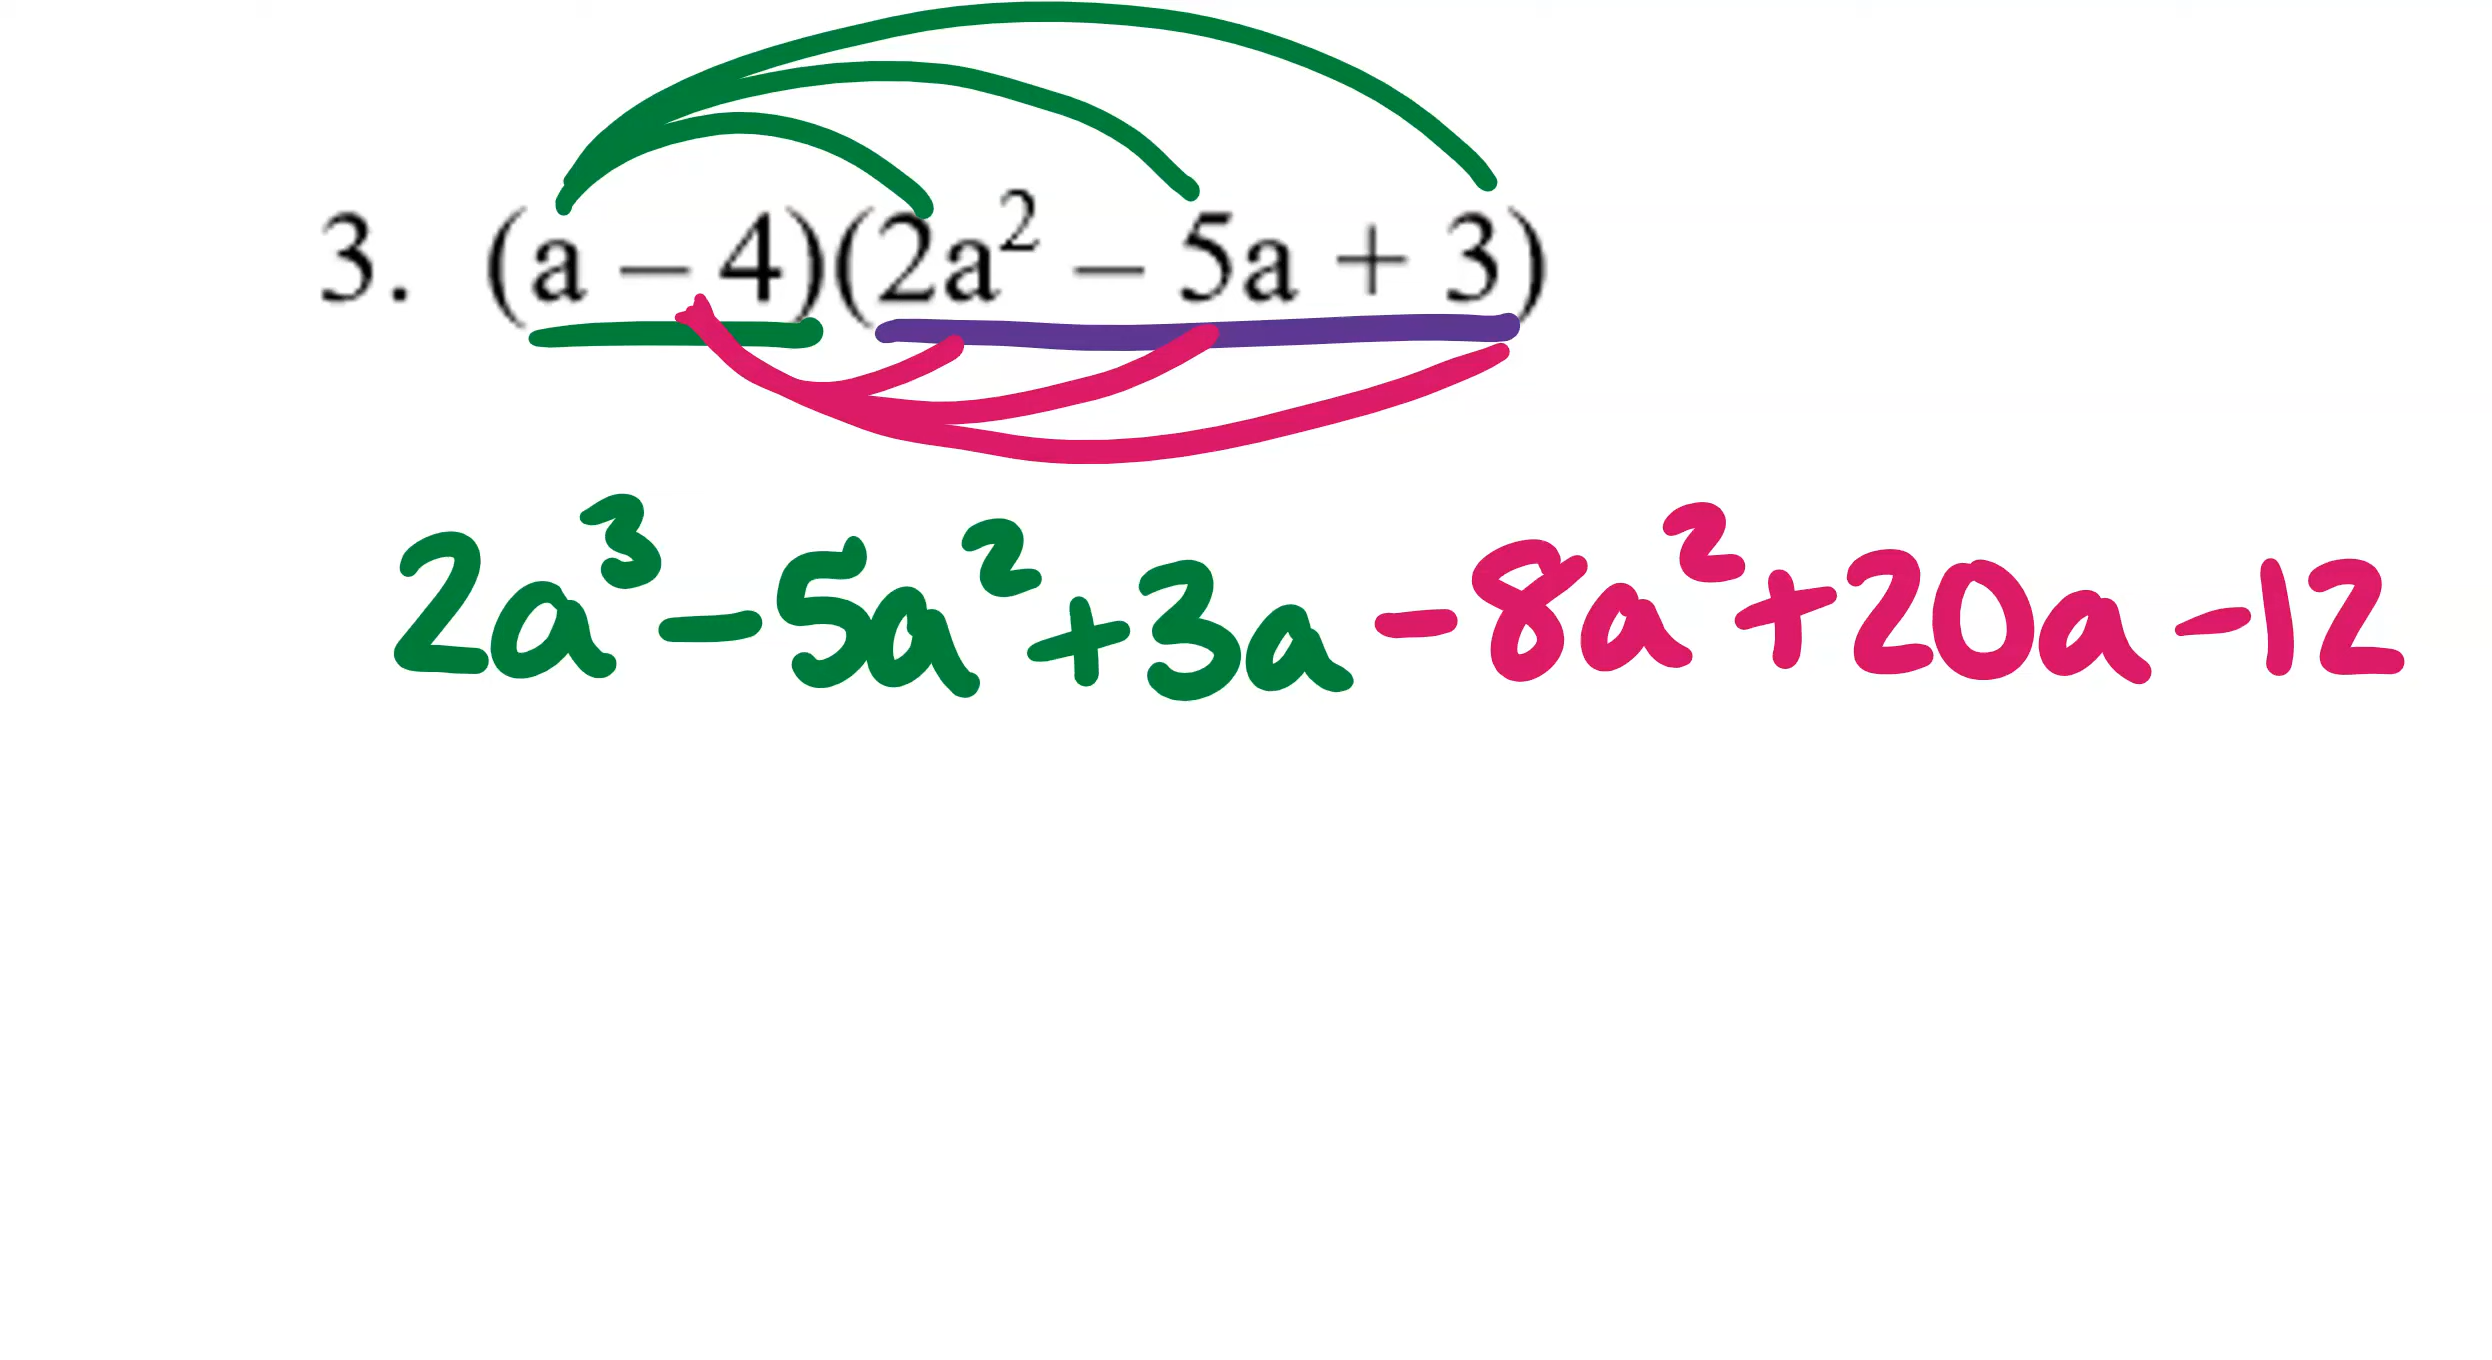 3. (a – 4)(2a² – 5a + 3)
2a³-5a²+3a-8a²+20a-12